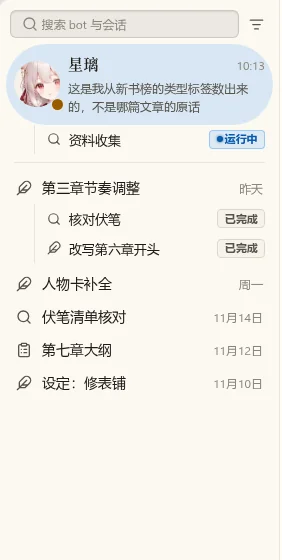 搜索 bot 与会话
星璃 10:13
这是我从新书榜的类型标签数出来
的，不是哪篇文章的原话
资料收集 运行中
第三章节奏调整 昨天
核对伏笔 已完成
改写第六章开头 已完成
人物卡补全 周一
伏笔清单核对 11月14日
第七章大纲 11月12日
设定：修表铺 11月10日